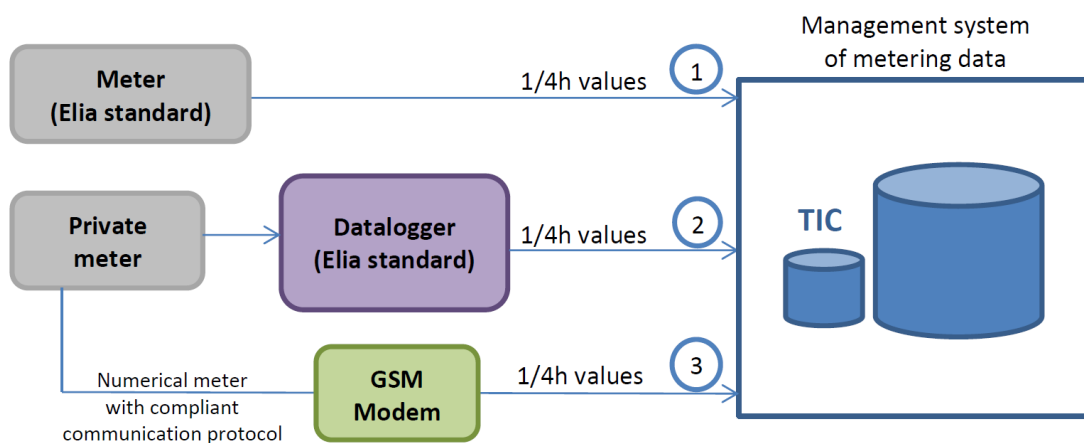 Management system
of metering data
Meter
(Elia standard)
1/4h values
1
Private
meter
Datalogger
(Elia standard)
1/4h values
2
TIC
Numerical meter
with compliant
communication protocol
GSM
Modem
1/4h values
3